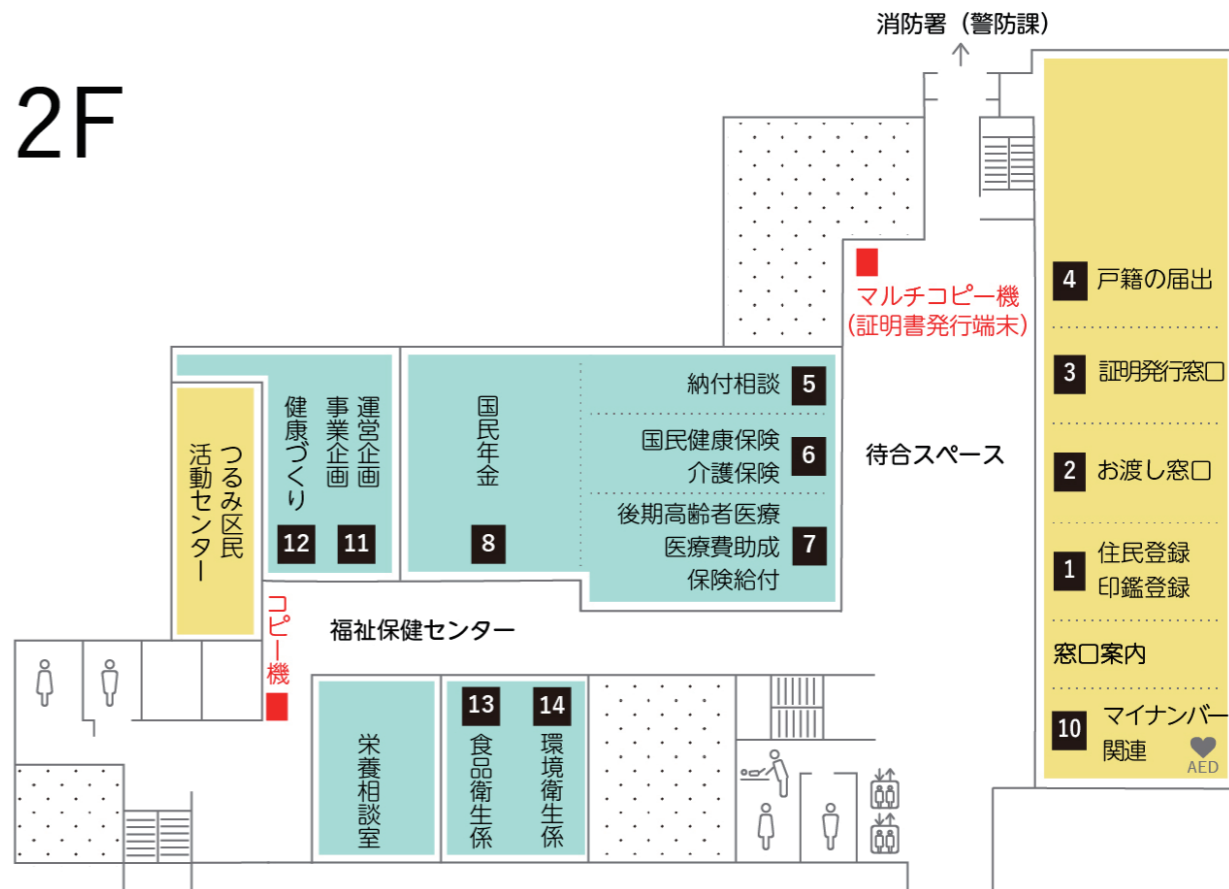 2F
消防署（警防課）
4 戸籍の届出
マルチコピー機
(証明書発行端末)
3 証明発行窓口
納付相談 5
国民健康保険
介護保険
6
待合スペース
2 お渡し窓口
後期高齢者医療
医療費助成
保険給付
7
国民年金
8
運営企画
事業企画
11
健康づくり
12
つるみ区民
活動センター
1
住民登録
印鑑登録
コピー機
福祉保健センター
窓口案内
10
マイナンバー
関連
AED
栄養相談室
13
食品衛生係
14
環境衛生係